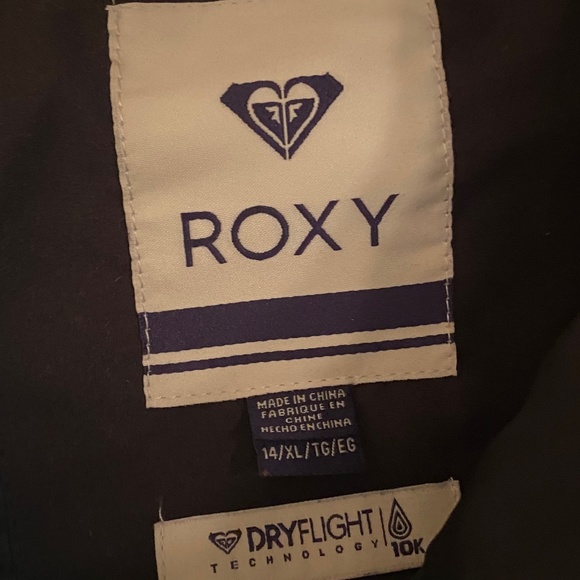 ROXY
MADE IN CHINA
FABRIQUE EN
CHINE
HECHO EN CHINA
14/XL/TG/EG
DRYFLIGHT
TECHNOLOGY
10K